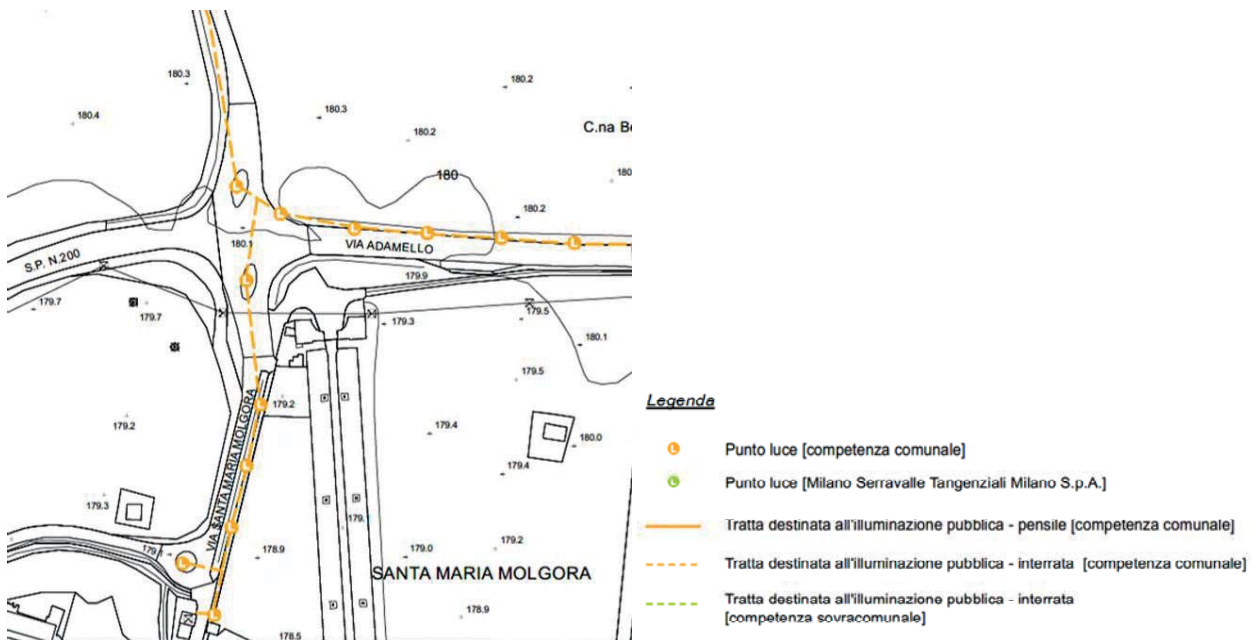 180.3
180.2
180.4
180.3
180.2
C.na Be
180
180
180.2
180.1
VIA ADAMELLO
S.P. N.200
179.9
179.7
179.7
179.3
179.5
180.1
179.5
179.2
VIA SANTA MARIA MOLGORA
179.2
179.4
180.0
179.4
179.3
179.
179.1
178.9
179.0
179.2
SANTA MARIA MOLGORA
178.9
178.5
Legenda
L Punto luce [competenza comunale]
L Punto luce [Milano Serravalle Tangenziali Milano S.p.A.]
Tratta destinata all'illuminazione pubblica - pensile [competenza comunale]
Tratta destinata all'illuminazione pubblica - interrata [competenza comunale]
Tratta destinata all'illuminazione pubblica - interrata
[competenza sovracomunale]